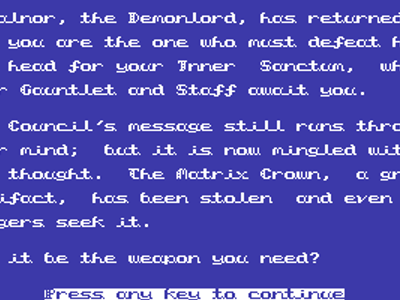 alnor, the Demonlord, has returned
you are the one who must defeat h
head for your Inner Sanctum, wh
r Gauntlet and Staff await you.
Council's message still runs thro
r mind; but it is now mingled wit
thought. The Matrix Crown, a gr
ifact, has been stolen and even
gers seek it.
it be the weapon you need?
Press any key to continue